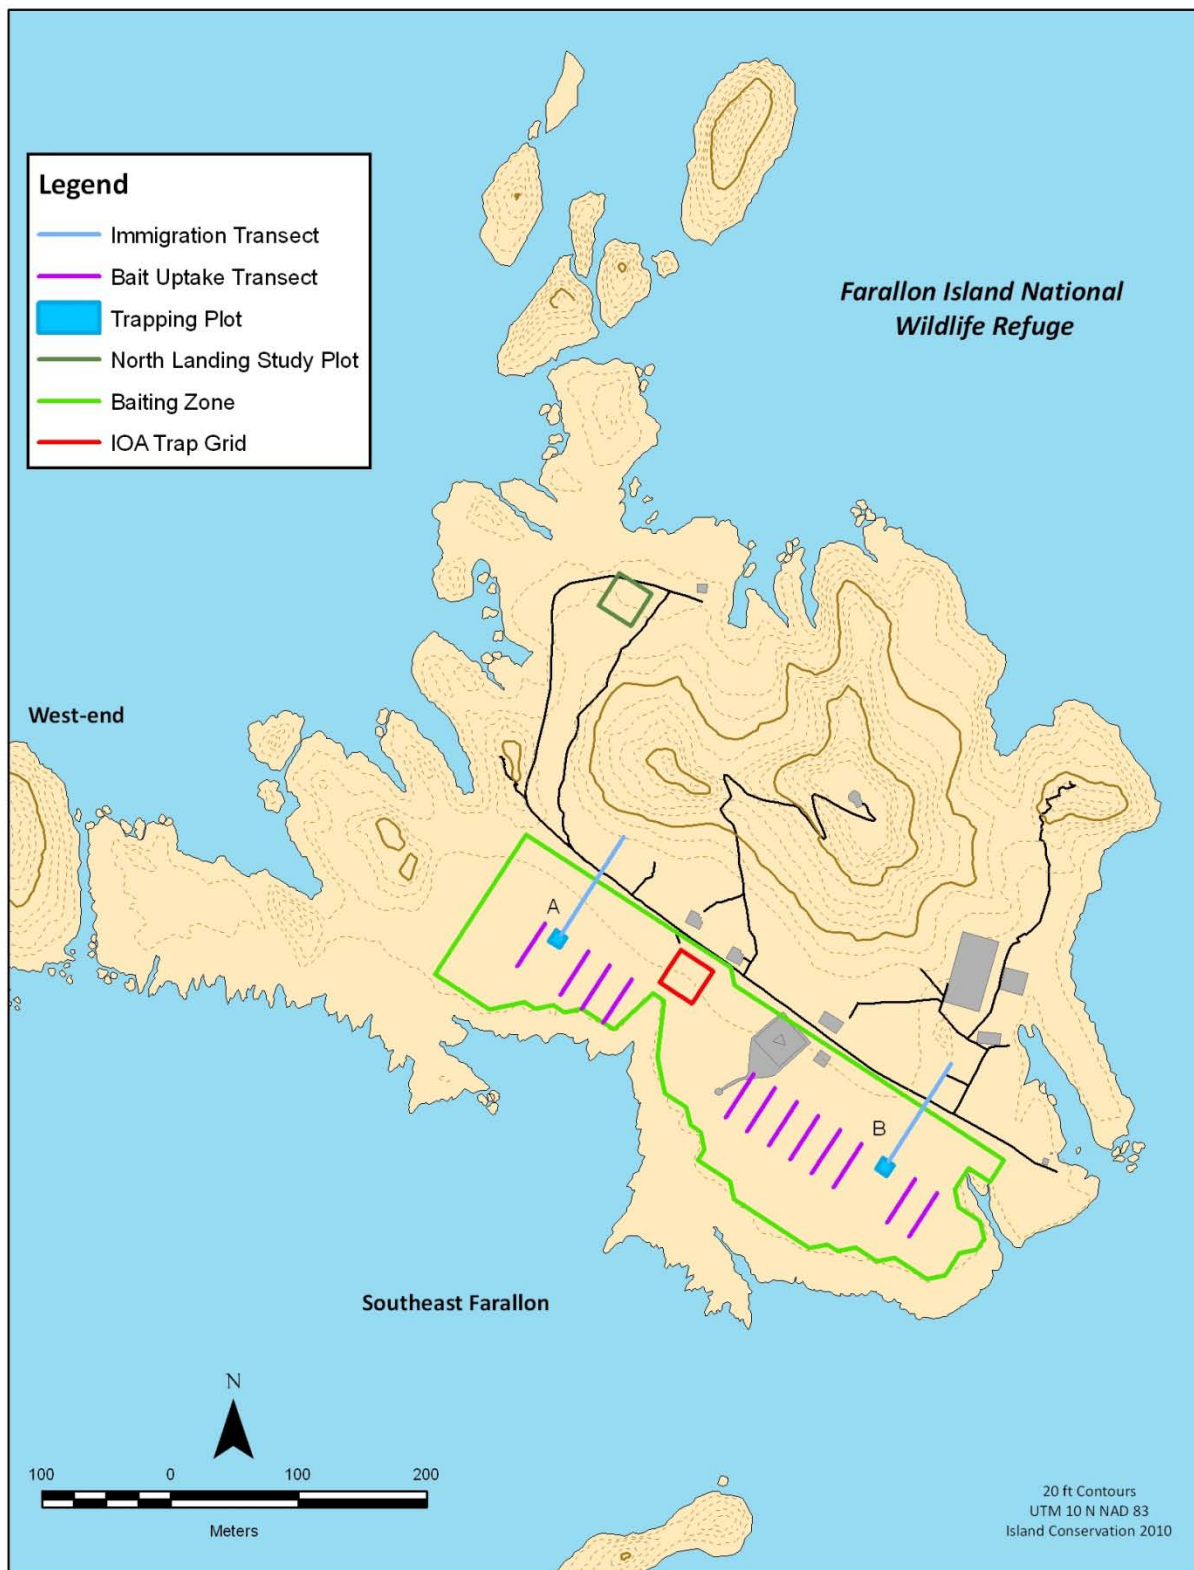 Legend
Immigration Transect
Bait Uptake Transect
Trapping Plot
North Landing Study Plot
Baiting Zone
IOA Trap Grid
Farallon Island National
Wildlife Refuge
West-end
A
B
Southeast Farallon
N
100 0 100 200
Meters
20 ft Contours
UTM 10 N NAD 83
Island Conservation 2010